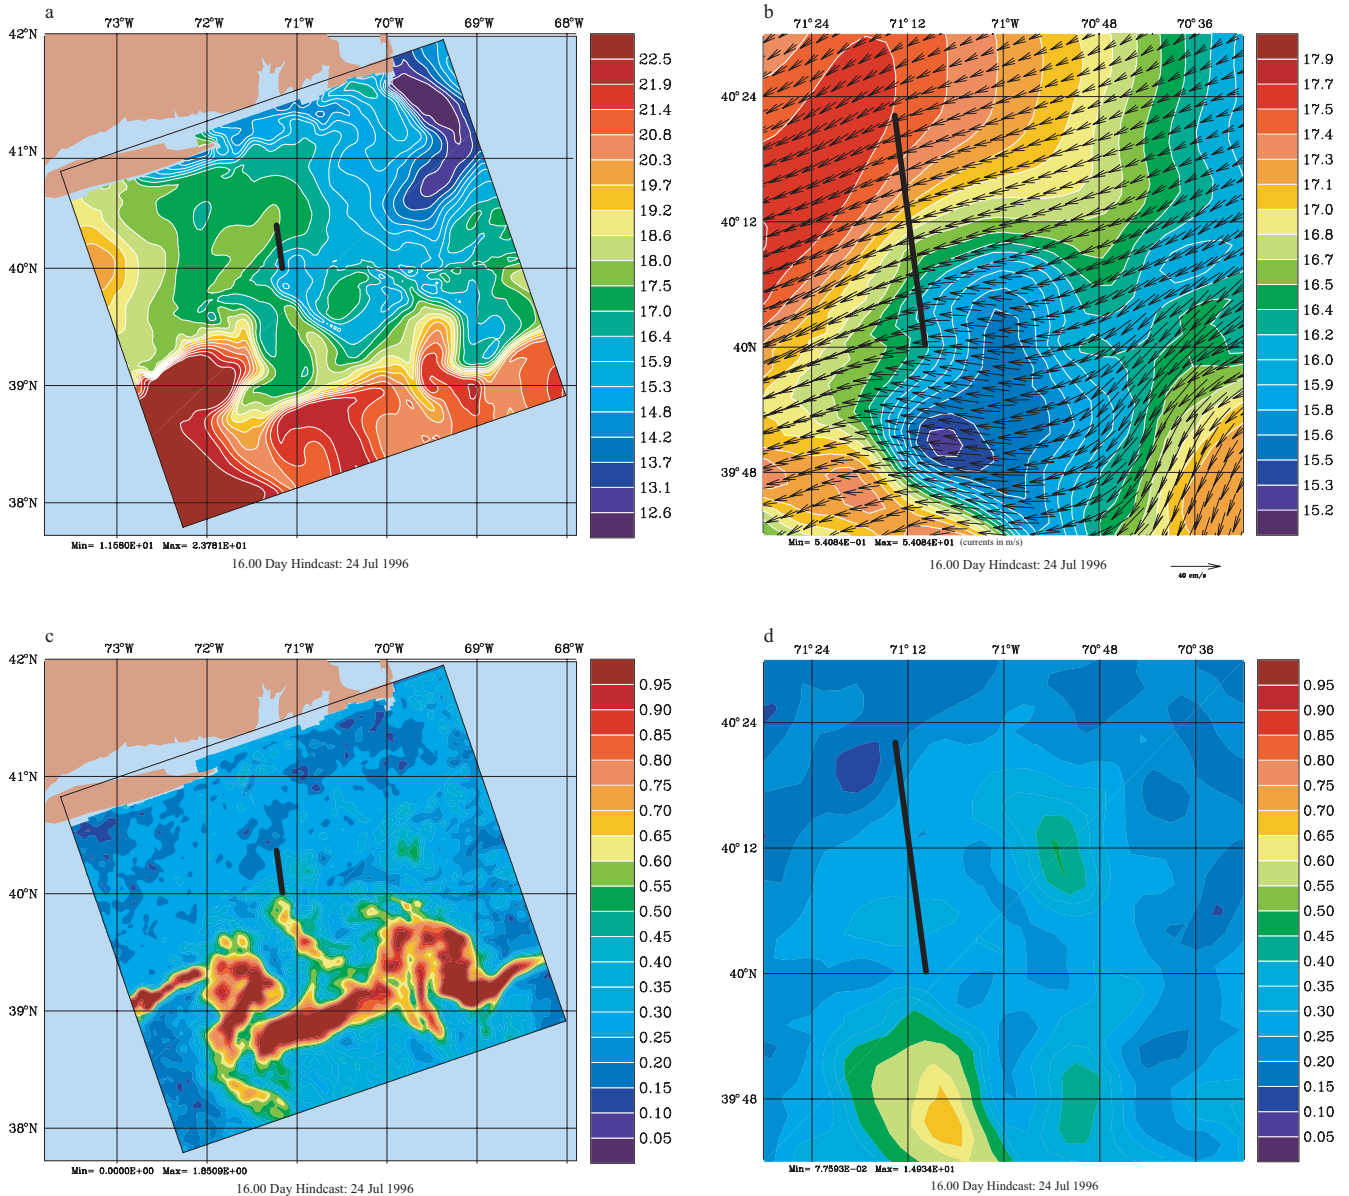 a
73°W 72°W 71°W 70°W 69°W 68°W
42°N
41°N
40°N
39°N
38°N
22.5
21.9
21.4
20.8
20.3
19.7
19.2
18.6
18.0
17.5
17.0
16.4
15.9
15.3
14.8
14.2
13.7
13.1
12.6
Min= 1.1580E+01 Max= 2.3781E+01
16.00 Day Hindcast: 24 Jul 1996
b
71°24 71°12 71°W 70°48 70°36
40°24
40°12
40°N
39°48
17.9
17.7
17.5
17.4
17.3
17.1
17.0
16.8
16.7
16.5
16.4
16.2
16.0
15.9
15.8
15.6
15.5
15.3
15.2
Min= 5.4084E-01 Max= 5.4084E+01 (currents in m/s)
16.00 Day Hindcast: 24 Jul 1996
40 cm/s
c
73°W 72°W 71°W 70°W 69°W 68°W
42°N
41°N
40°N
39°N
38°N
0.95
0.90
0.85
0.80
0.75
0.70
0.65
0.60
0.55
0.50
0.45
0.40
0.35
0.30
0.25
0.20
0.15
0.10
0.05
Min= 0.0000E+00 Max= 1.8509E+00
16.00 Day Hindcast: 24 Jul 1996
d
71°24 71°12 71°W 70°48 70°36
40°24
40°12
40°N
39°48
0.95
0.90
0.85
0.80
0.75
0.70
0.65
0.60
0.55
0.50
0.45
0.40
0.35
0.30
0.25
0.20
0.15
0.10
0.05
Min= 7.7593E-02 Max= 1.4934E+01
16.00 Day Hindcast: 24 Jul 1996